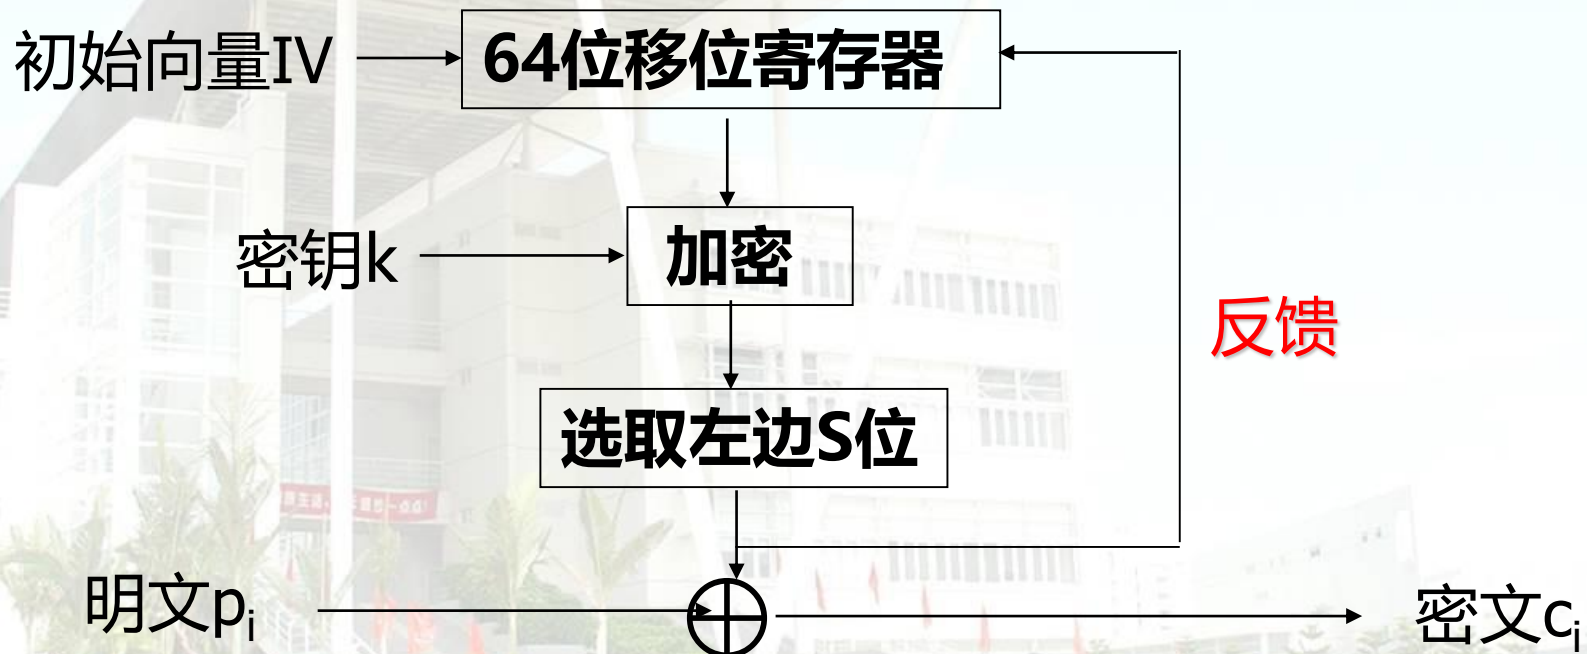 初始向量IV
64位移位寄存器
密钥k
加密
反馈
选取左边S位
明文pi
密文ci